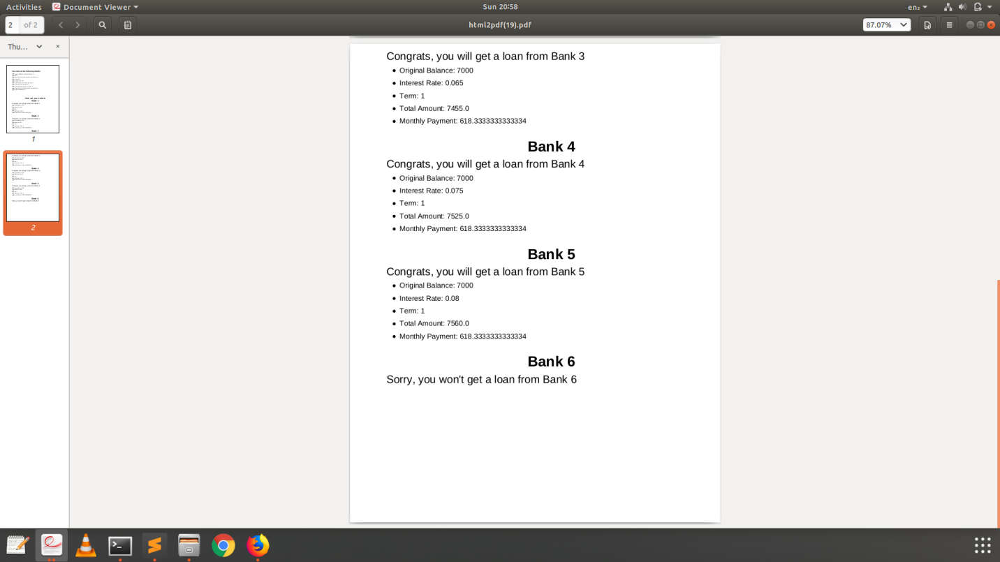 Activities
Document Viewer
Sun 20:58
en₂
2
of 2
html2pdf(19).pdf
87.07%
Thu...
1
2
Congrats, you will get a loan from Bank 3
Original Balance: 7000
Interest Rate: 0.065
Term: 1
Total Amount: 7455.0
Monthly Payment: 618.3333333333334
Bank 4
Congrats, you will get a loan from Bank 4
Original Balance: 7000
Interest Rate: 0.075
Term: 1
Total Amount: 7525.0
Monthly Payment: 618.3333333333334
Bank 5
Congrats, you will get a loan from Bank 5
Original Balance: 7000
Interest Rate: 0.08
Term: 1
Total Amount: 7560.0
Monthly Payment: 618.3333333333334
Bank 6
Sorry, you won't get a loan from Bank 6